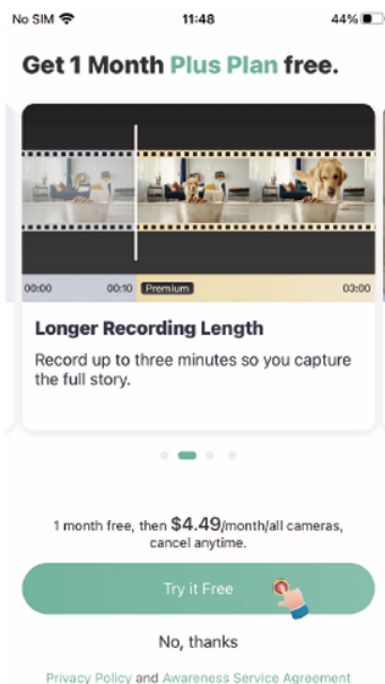 No SIM 11:48 44%
Get 1 Month Plus Plan free.
00:00 00:10 Premium 03:00
Longer Recording Length
Record up to three minutes so you capture
the full story.
1 month free, then $4.49/month/all cameras,
cancel anytime.
Try it Free
No, thanks
Privacy Policy and Awareness Service Agreement